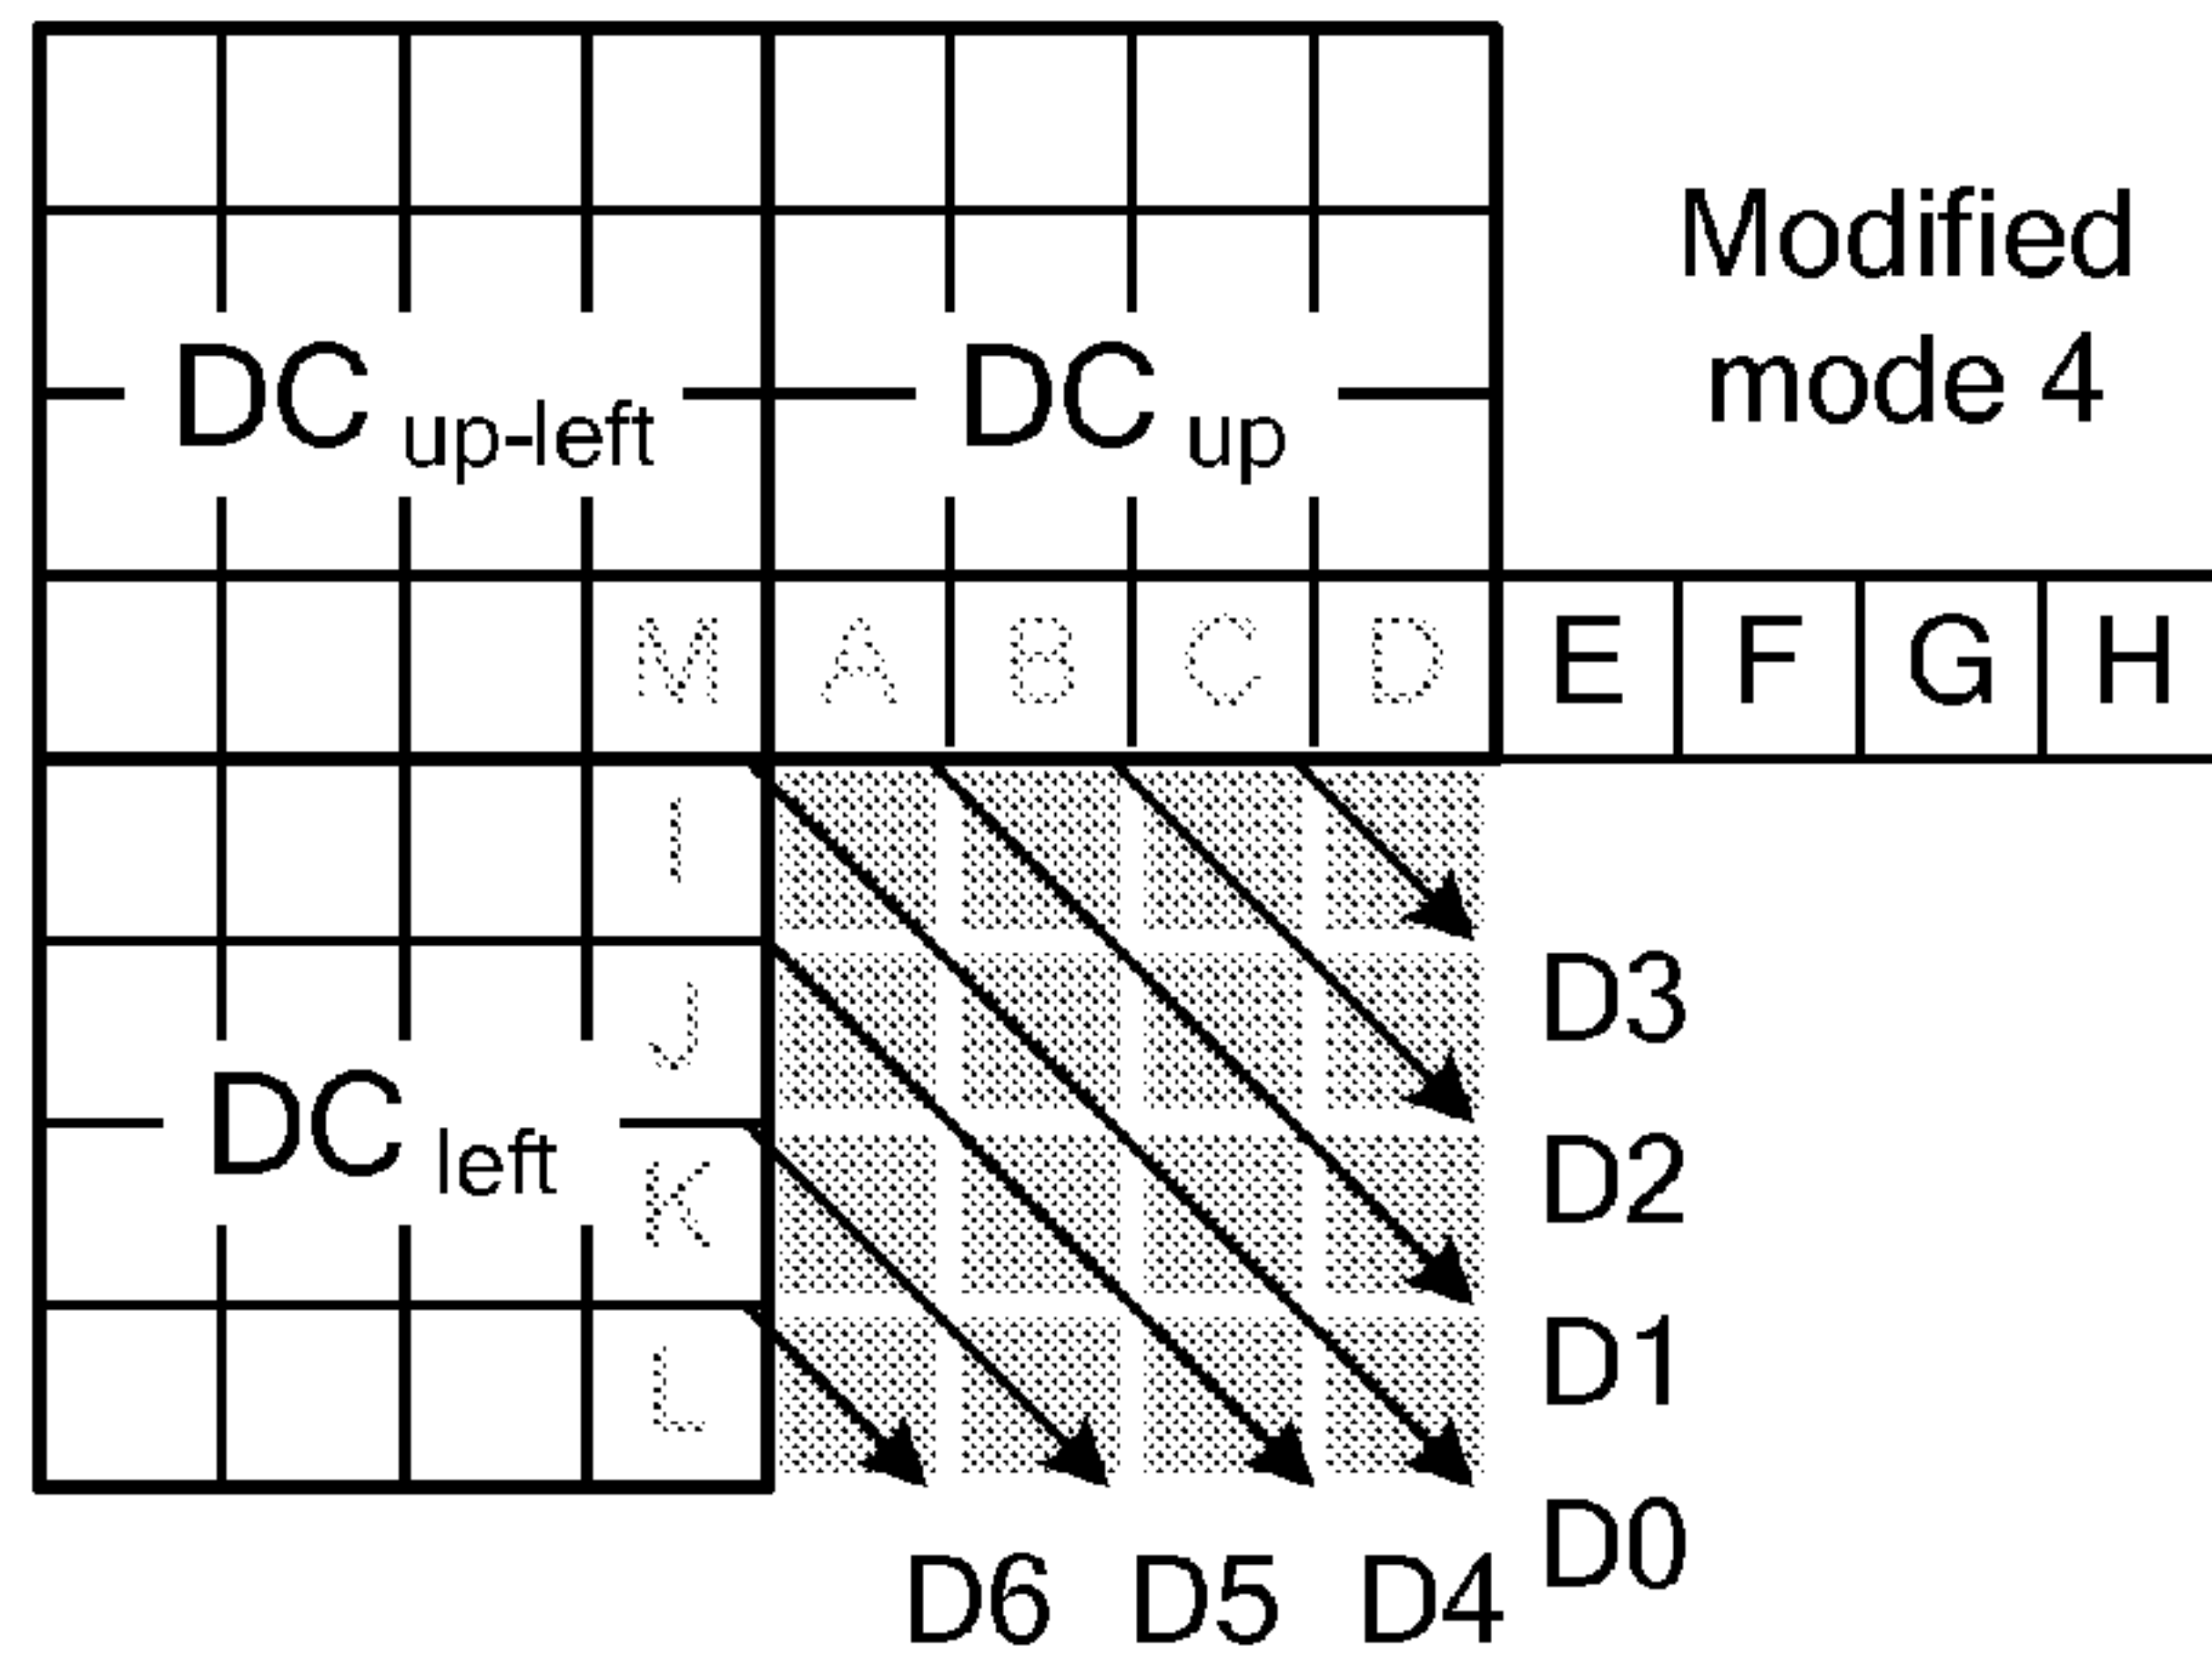 Modified
mode 4
DC up-left
DC up
M A B C D E F G H
I
J
D3
DC left
K
D2
L
D1
D0
D6 D5 D4